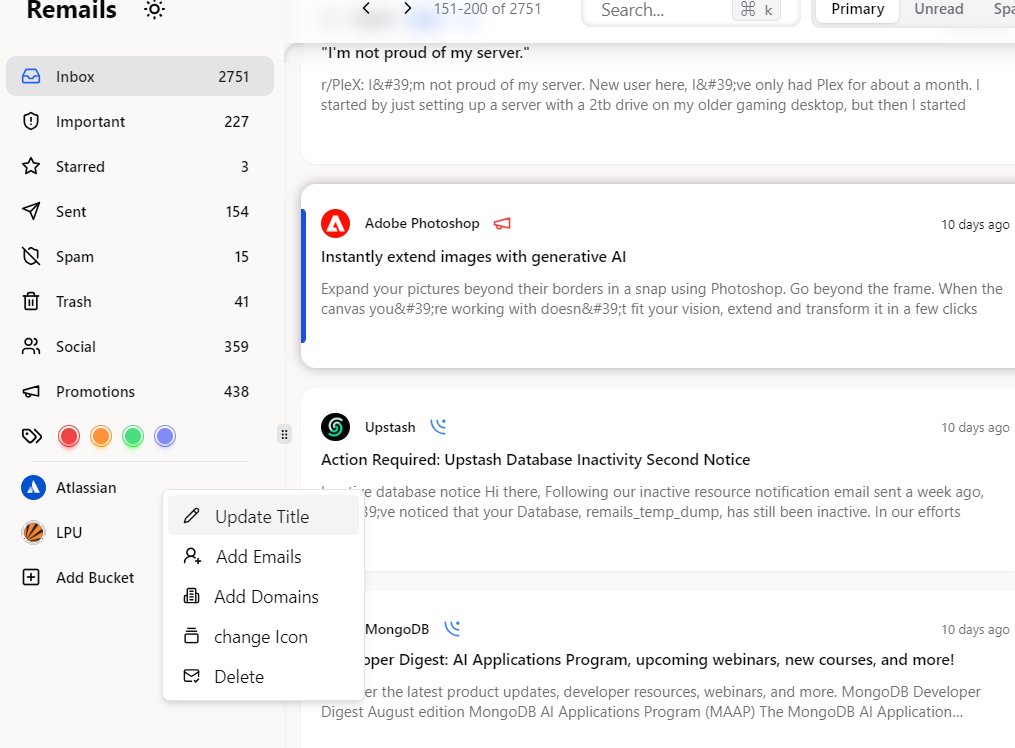 Remails
151-200 of 2751
Search...
⌘ k
Primary
Unread
Spa
Inbox 2751
Important 227
Starred 3
Sent 154
Spam 15
Trash 41
Social 359
Promotions 438
Atlassian
LPU
Add Bucket
Update Title
Add Emails
Add Domains
change Icon
Delete
"I'm not proud of my server."
r/PleX: I&#39;m not proud of my server. New user here, I&#39;ve only had Plex for about a month. I
started by just setting up a server with a 2tb drive on my older gaming desktop, but then I started
Adobe Photoshop
10 days ago
Instantly extend images with generative AI
Expand your pictures beyond their borders in a snap using Photoshop. Go beyond the frame. When the
canvas you&#39;re working with doesn&#39;t fit your vision, extend and transform it in a few clicks
Upstash
10 days ago
Action Required: Upstash Database Inactivity Second Notice
database notice Hi there, Following our inactive resource notification email sent a week ago,
39;ve noticed that your Database, remails_temp_dump, has still been inactive. In our efforts
MongoDB
10 days ago
oper Digest: AI Applications Program, upcoming webinars, new courses, and more!
er the latest product updates, developer resources, webinars, and more. MongoDB Developer
Digest August edition MongoDB AI Applications Program (MAAP) The MongoDB AI Application...